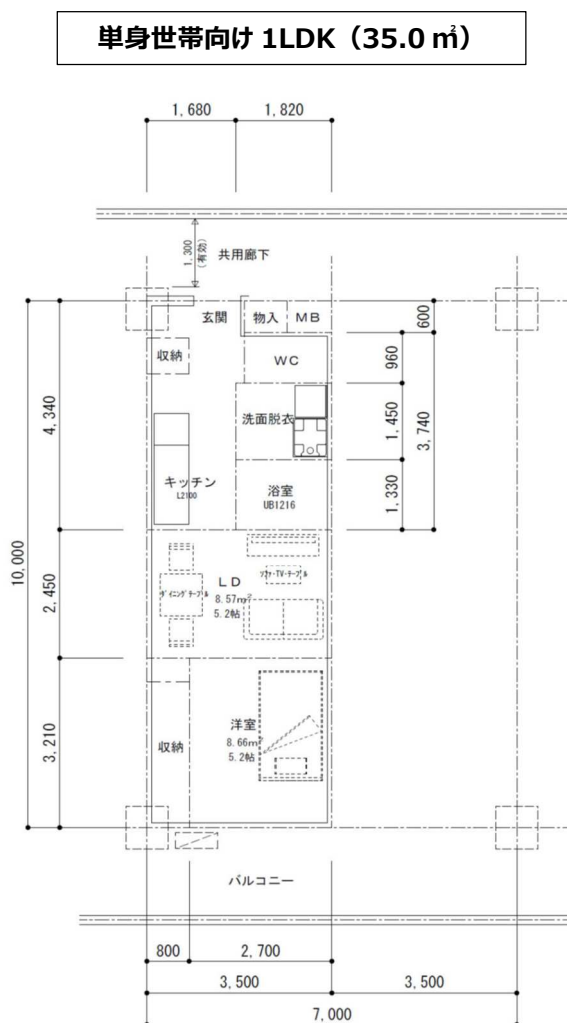 単身世帯向け 1LDK（35.0 ㎡）
1,680
1,820
1,300
(有効)
共用廊下
玄関
物入
MB
600
収納
WC
960
4,340
洗面脱衣
1,450
3,740
キッチン
L2100
浴室
UB1216
1,330
10,000
2,450
ダイニングテーブル
LD
8.57m²
5.2帖
ソファ・TV・テーブル
3,210
収納
洋室
8.66m²
5.2帖
バルコニー
800
2,700
3,500
3,500
7,000